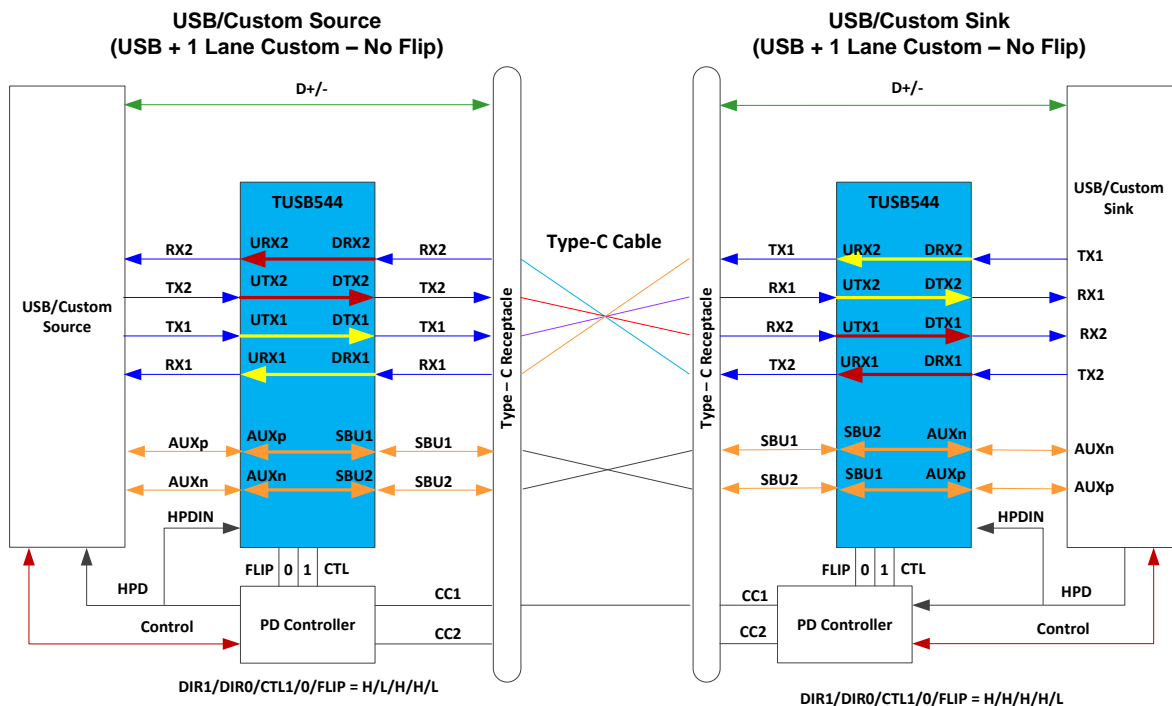 USB/Custom Source
(USB + 1 Lane Custom – No Flip)
USB/Custom Sink
(USB + 1 Lane Custom – No Flip)
D+/-
D+/-
USB/Custom
Source
TUSB544
RX2
URX2
DRX2
RX2
TX2
UTX2
DTX2
TX2
TX1
UTX1
DTX1
TX1
RX1
URX1
DRX1
RX1
AUXp
AUXp
SBU1
SBU1
AUXn
AUXn
SBU2
SBU2
HPDIN
FLIP
0
1
CTL
HPD
Control
PD Controller
CC1
CC2
Type – C Receptacle
DIR1/DIR0/CTL1/0/FLIP = H/L/H/H/L
Type-C Cable
Type – C Receptacle
TUSB544
USB/Custom
Sink
TX1
URX2
DRX2
TX1
RX1
UTX2
DTX2
RX1
RX2
UTX1
DTX1
RX2
TX2
URX1
DRX1
TX2
SBU1
SBU2
AUXn
AUXn
SBU2
SBU1
AUXp
AUXp
HPDIN
FLIP
0
1
CTL
HPD
Control
CC1
CC2
PD Controller
DIR1/DIR0/CTL1/0/FLIP = H/H/H/H/L